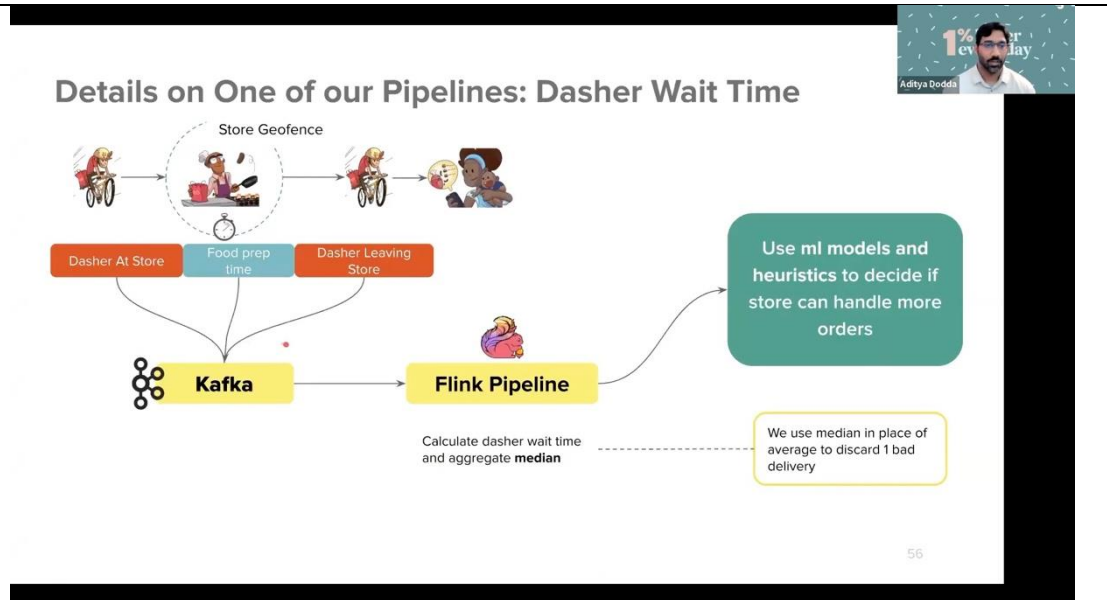 1%
Aditya Dodda
Details on One of our Pipelines: Dasher Wait Time
Store Geofence
Dasher At Store
Food prep
time
Dasher Leaving
Store
Use ml models and
heuristics to decide if
store can handle more
orders
Kafka
Flink Pipeline
Calculate dasher wait time
and aggregate median
We use median in place of
average to discard 1 bad
delivery
56